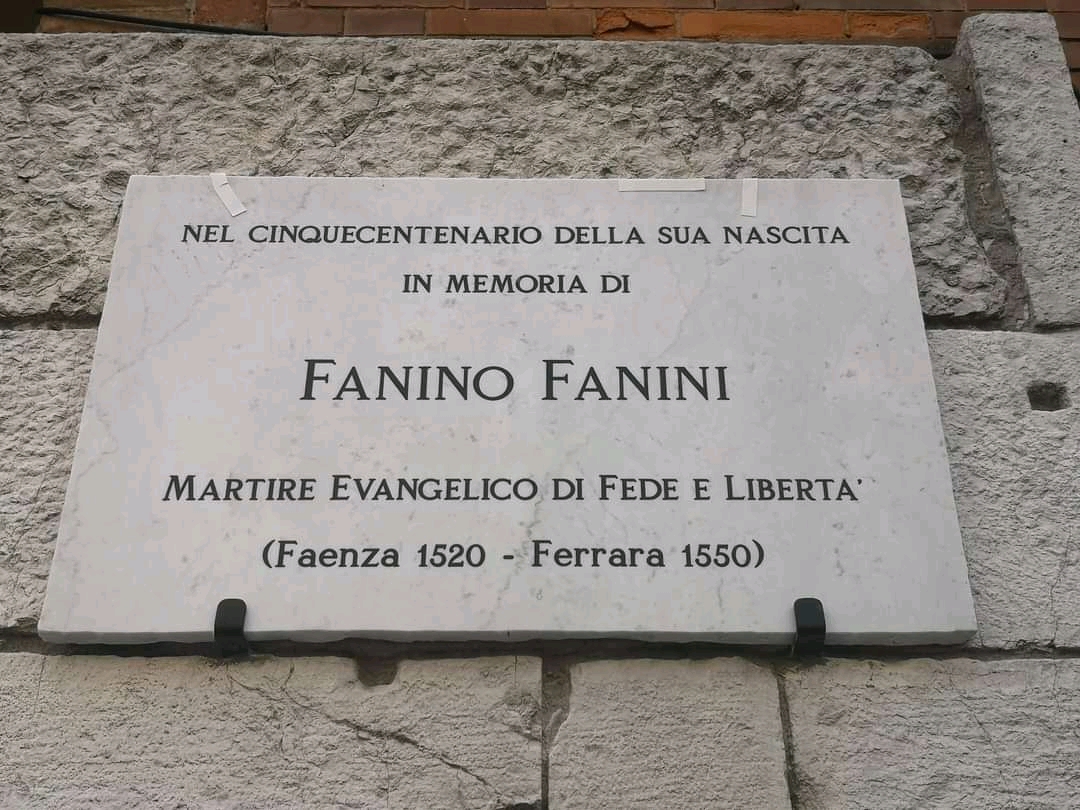 NEL CINQUECENTENARIO DELLA SUA NASCITA
IN MEMORIA DI
FANINO FANINI
MARTIRE EVANGELICO DI FEDE E LIBERTA'
(Faenza 1520 - Ferrara 1550)